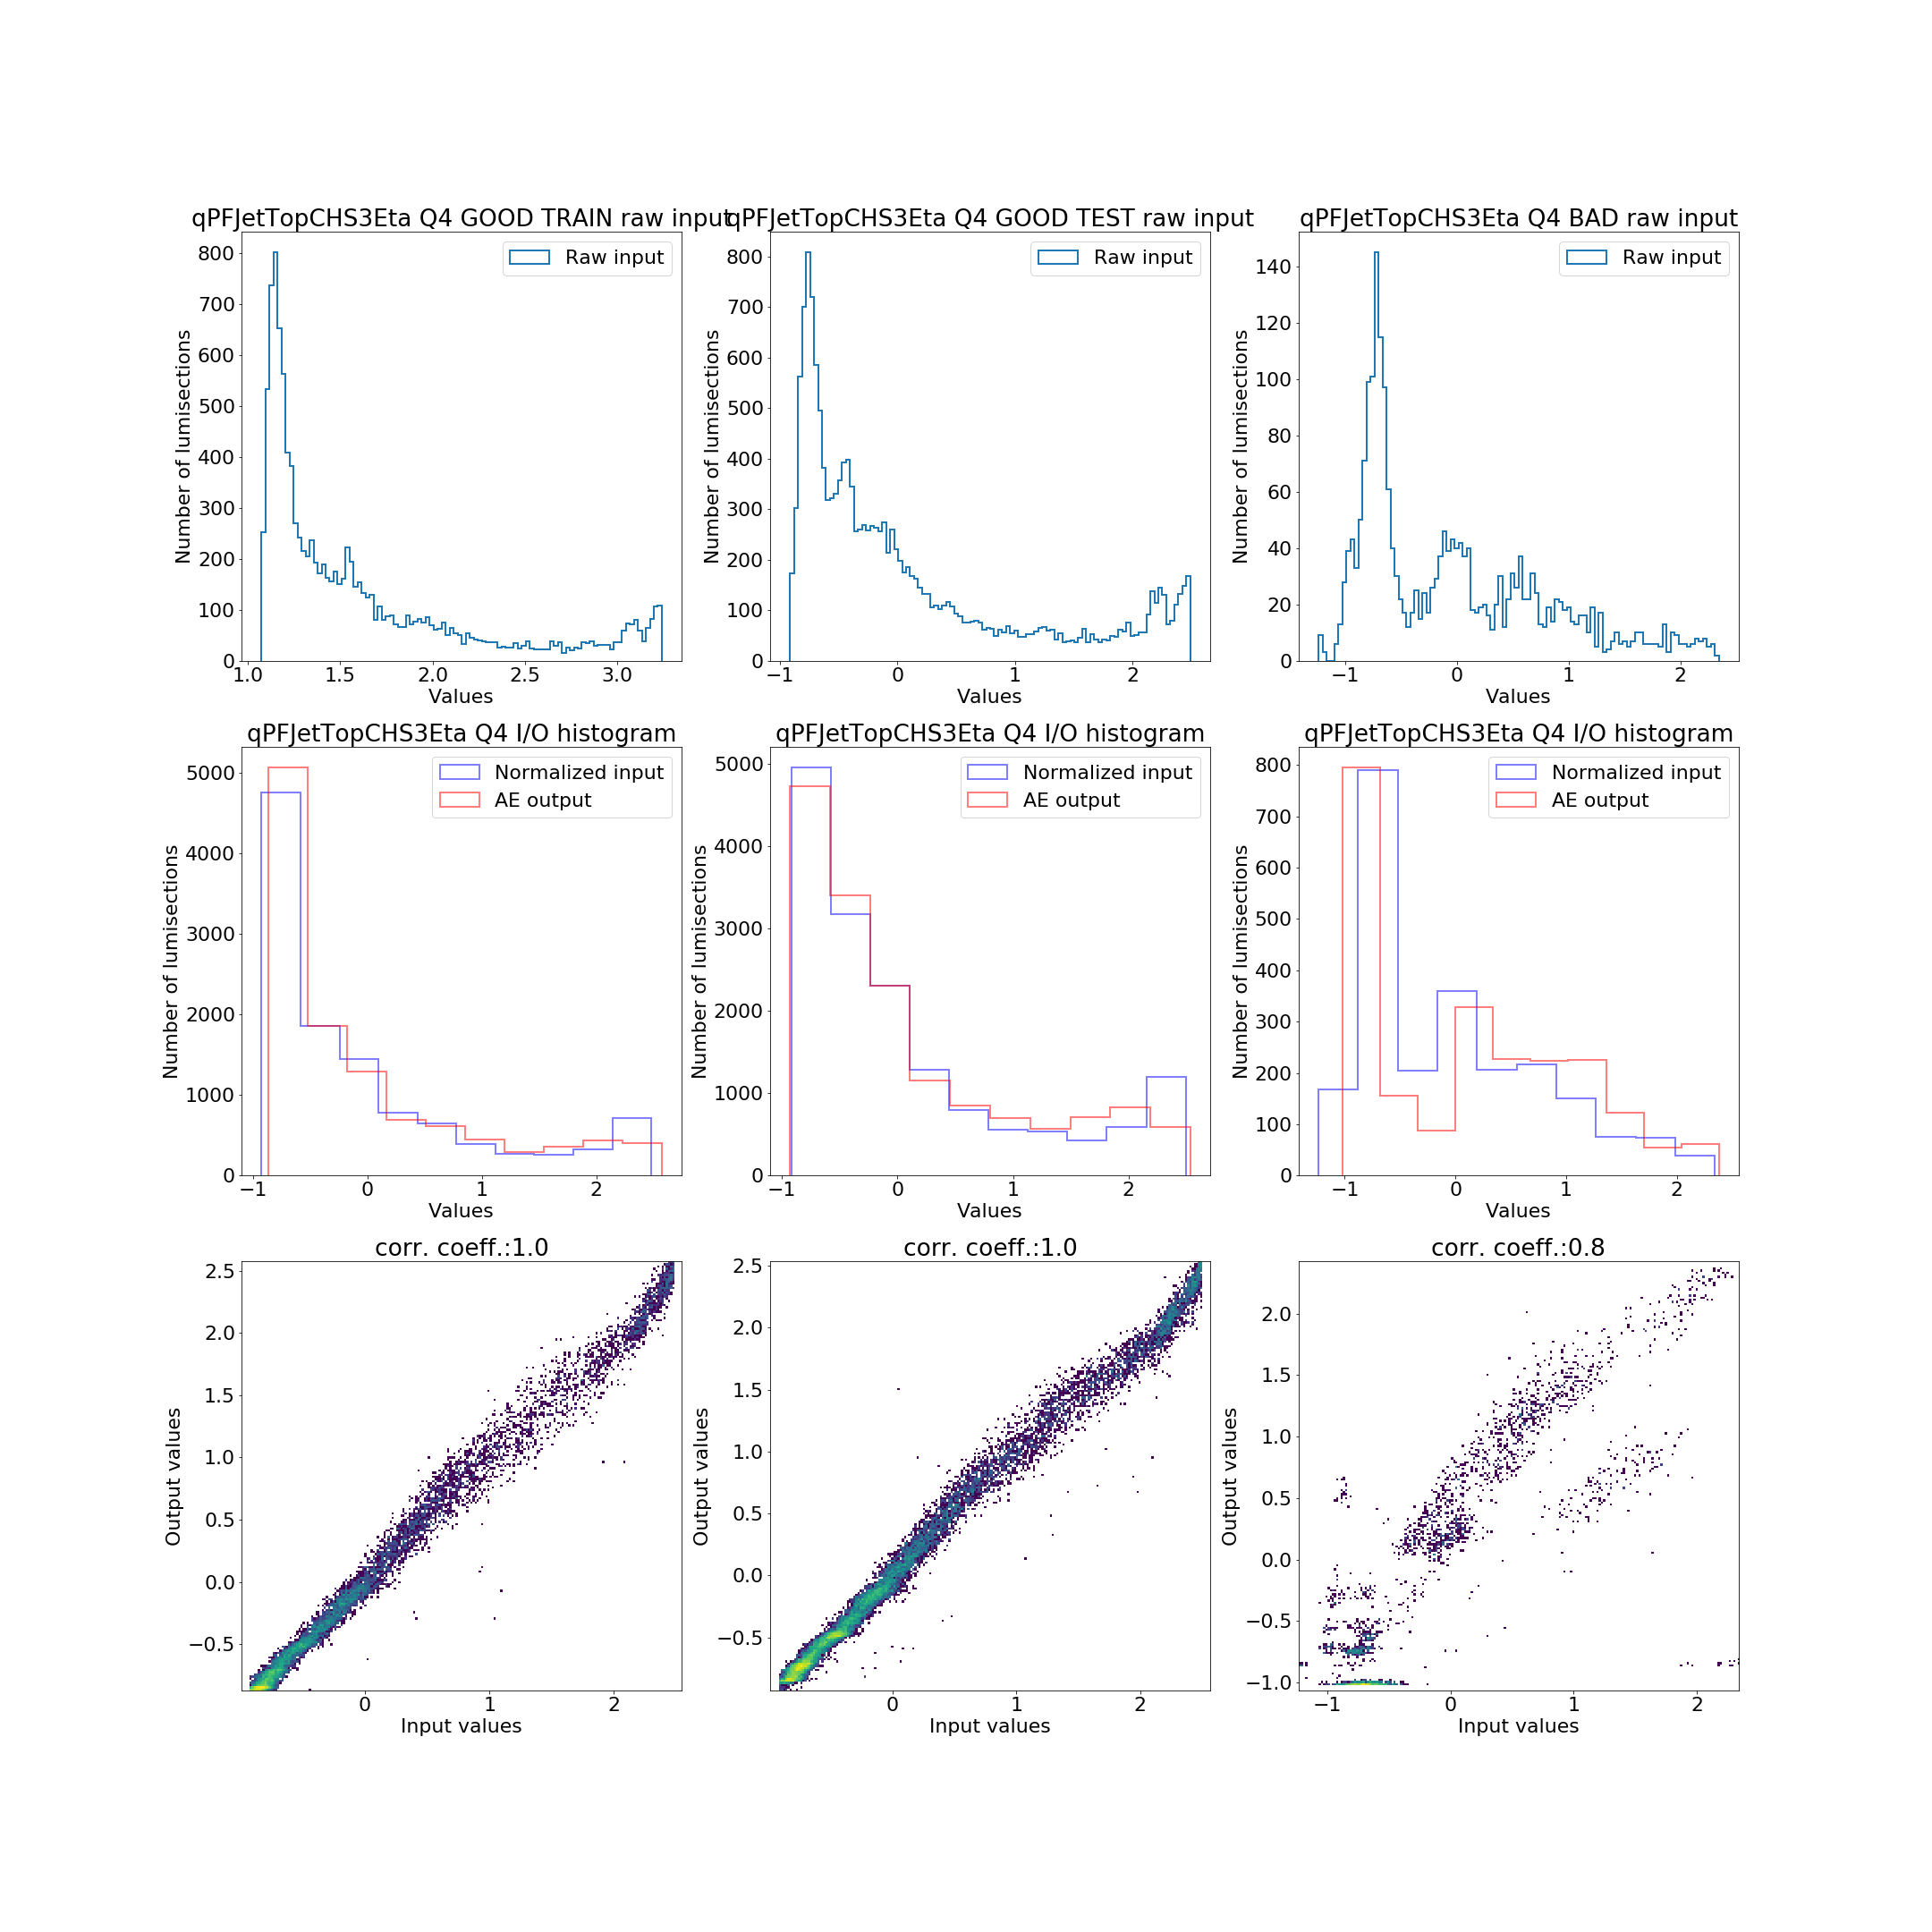 qPFJetTopCHS3Eta Q4 GOOD TRAIN raw input
Raw input
Number of lumisections
800
700
600
500
400
300
200
100
0
1.0 1.5 2.0 2.5 3.0
Values
qPFJetTopCHS3Eta Q4 GOOD TEST raw input
Raw input
Number of lumisections
800
700
600
500
400
300
200
100
0
−1 0 1 2
Values
qPFJetTopCHS3Eta Q4 BAD raw input
Raw input
Number of lumisections
140
120
100
80
60
40
20
0
−1 0 1 2
Values
qPFJetTopCHS3Eta Q4 I/O histogram
Normalized input
AE output
Number of lumisections
5000
4000
3000
2000
1000
0
−1 0 1 2
Values
qPFJetTopCHS3Eta Q4 I/O histogram
Normalized input
AE output
Number of lumisections
5000
4000
3000
2000
1000
0
−1 0 1 2
Values
qPFJetTopCHS3Eta Q4 I/O histogram
Normalized input
AE output
Number of lumisections
800
700
600
500
400
300
200
100
0
−1 0 1 2
Values
corr. coeff.:1.0
Output values
2.5
2.0
1.5
1.0
0.5
0.0
−0.5
0 1 2
Input values
corr. coeff.:1.0
Output values
2.5
2.0
1.5
1.0
0.5
0.0
−0.5
0 1 2
Input values
corr. coeff.:0.8
Output values
2.0
1.5
1.0
0.5
0.0
−0.5
−1.0
−1 0 1 2
Input values